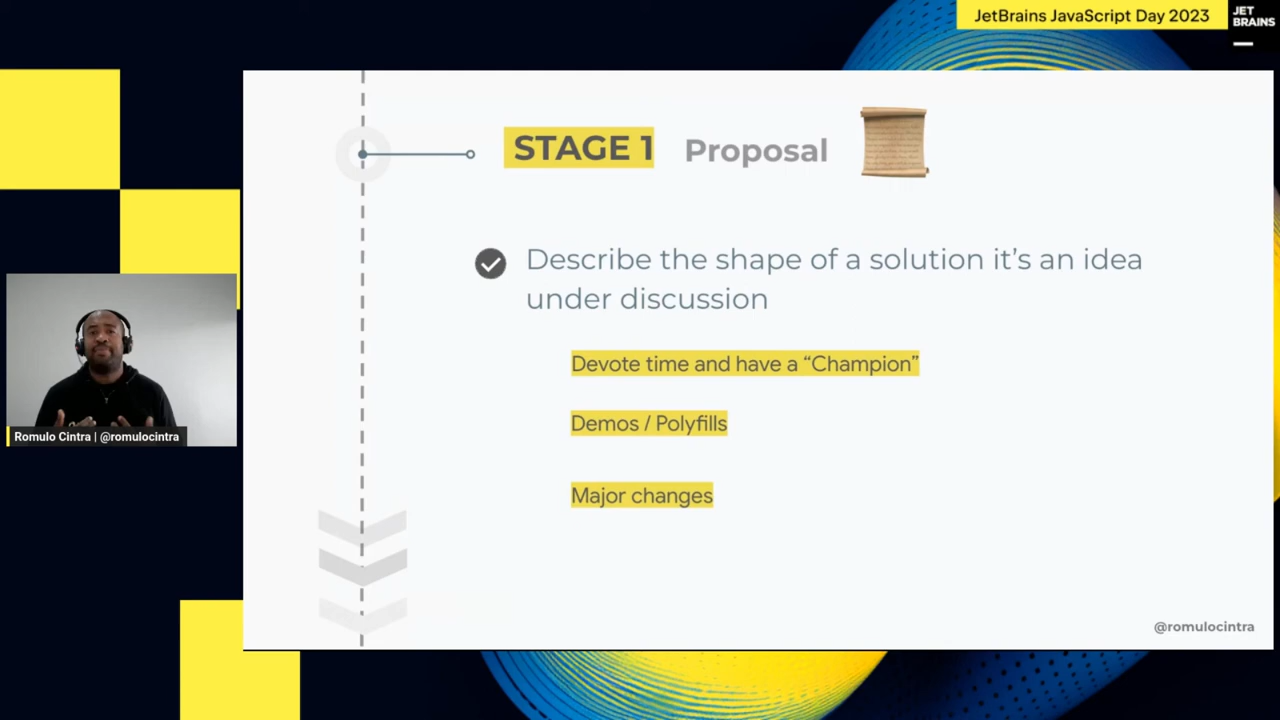 JetBrains JavaScript Day 2023
JET
BRAINS
STAGE 1 Proposal
Describe the shape of a solution it’s an idea
under discussion
Devote time and have a “Champion”
Demos / Polyfills
Major changes
Romulo Cintra | @romulocintra
@romulocintra